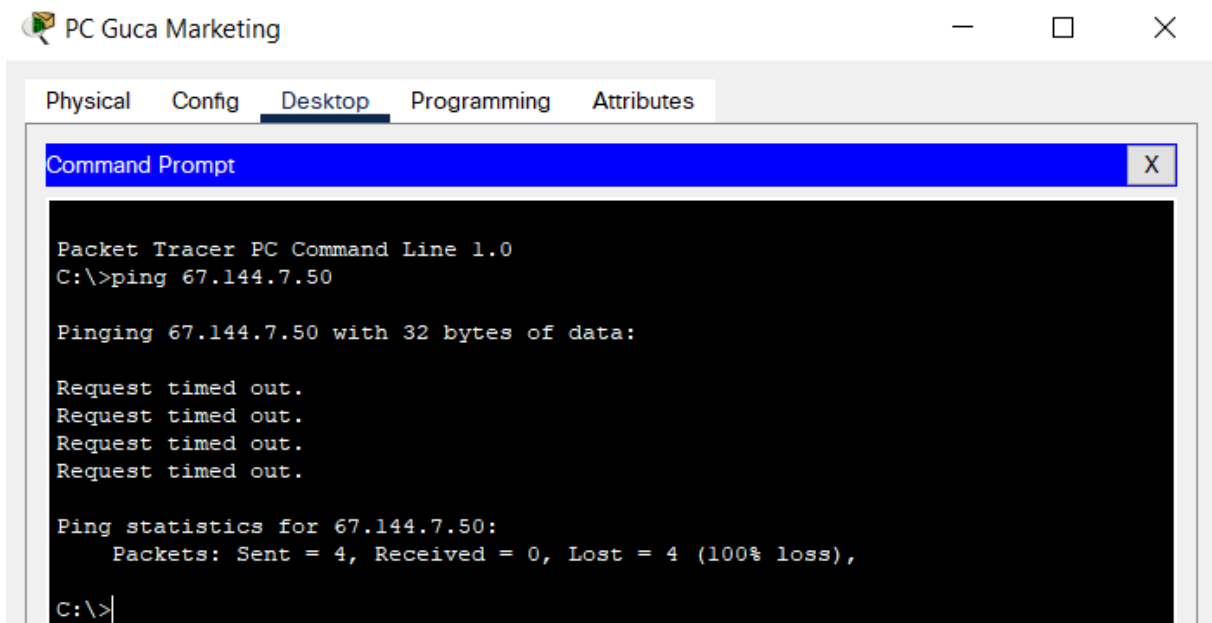 PC Guca Marketing
Physical Config Desktop Programming Attributes
Command Prompt X
Packet Tracer PC Command Line 1.0
C:\>ping 67.144.7.50
Pinging 67.144.7.50 with 32 bytes of data:
Request timed out.
Request timed out.
Request timed out.
Request timed out.
Ping statistics for 67.144.7.50:
    Packets: Sent = 4, Received = 0, Lost = 4 (100% loss),
C:\>